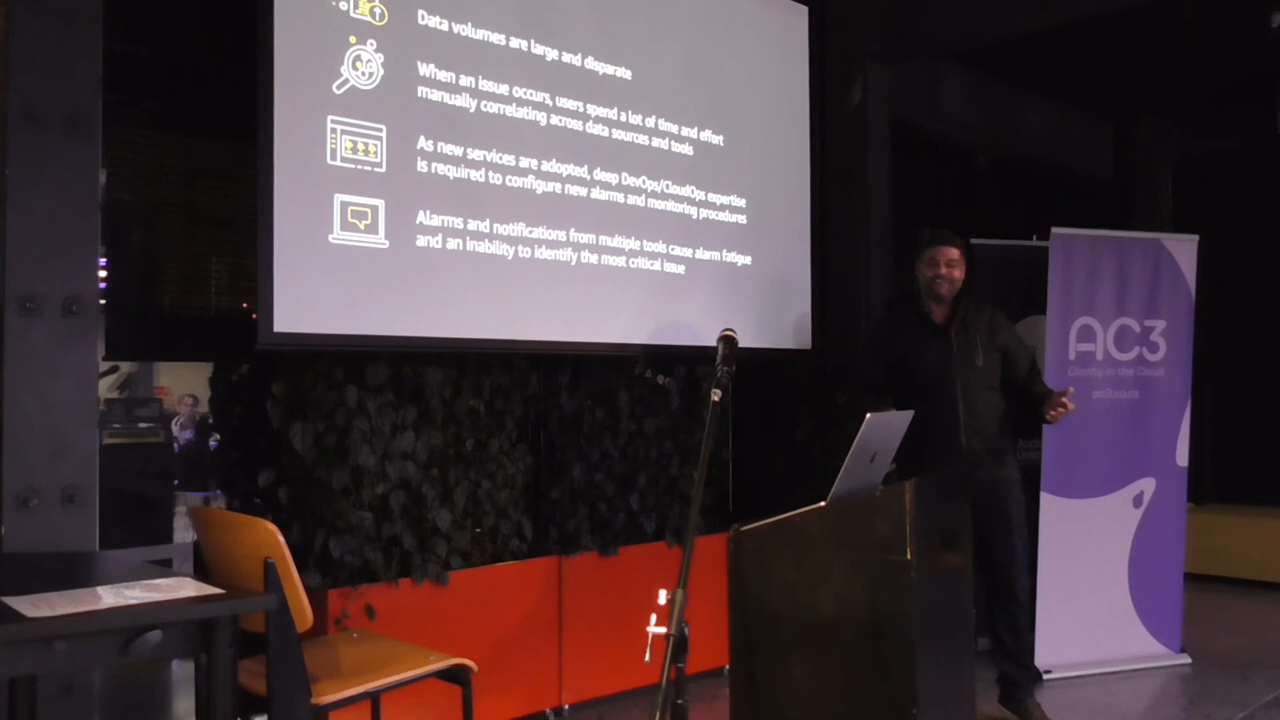 Data volumes are large and disparate
When an issue occurs, users spend a lot of time and effort
manually correlating across data sources and tools
As new services are adopted, deep DevOps/CloudOps expertise
is required to configure new alarms and monitoring procedures
Alarms and notifications from multiple tools cause alarm fatigue
and an inability to identify the most critical issue
AC3
Clarity in the Cloud